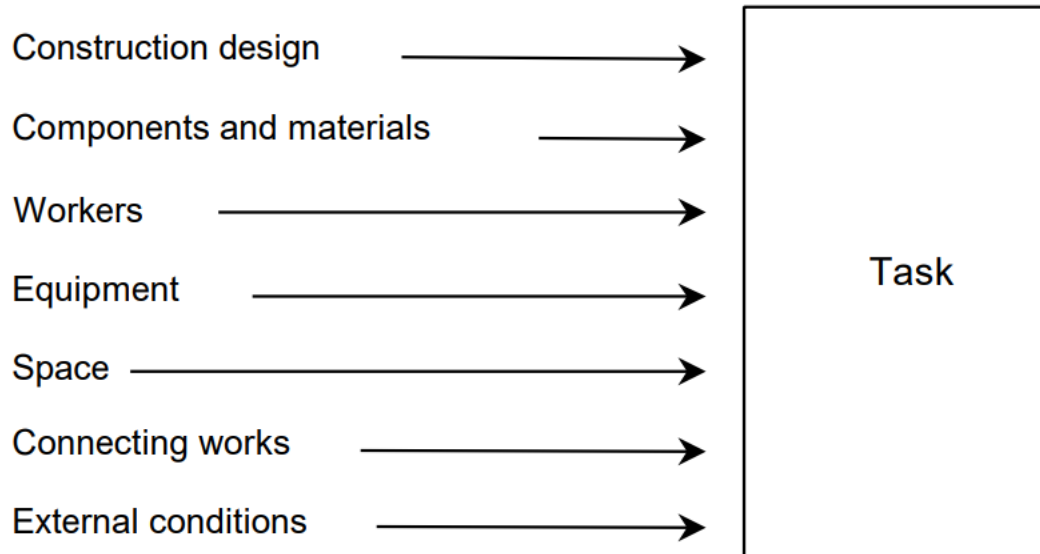 Construction design
Components and materials
Workers
Equipment
Space
Connecting works
External conditions
Task